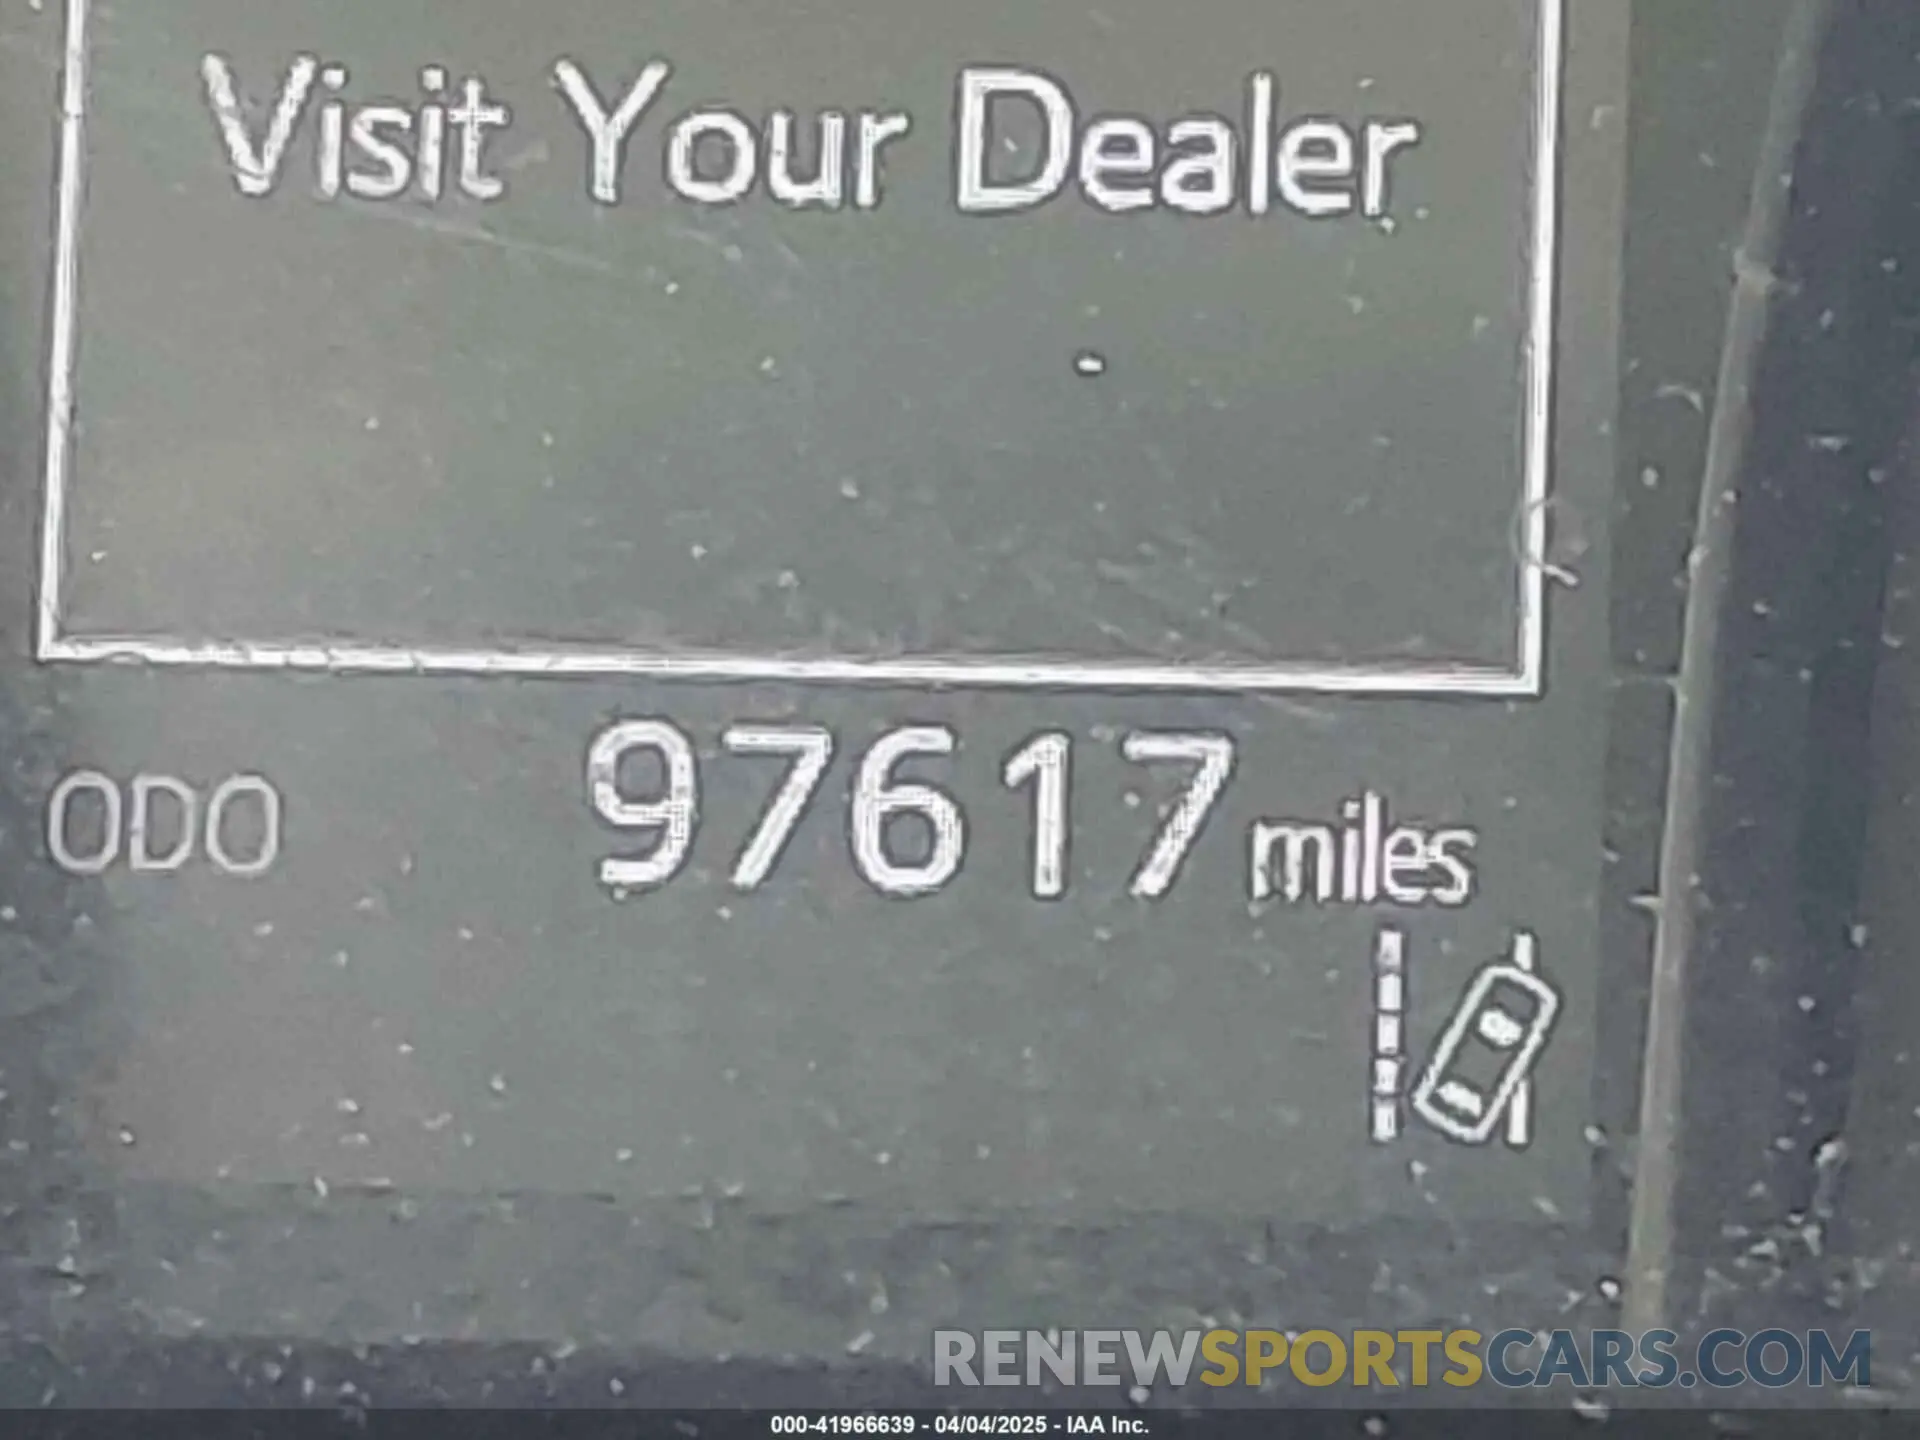 Visit Your Dealer
ODO 97617 miles
RENEWSPORTSCARS.COM
000-41966639 - 04/04/2025 - IAA Inc.